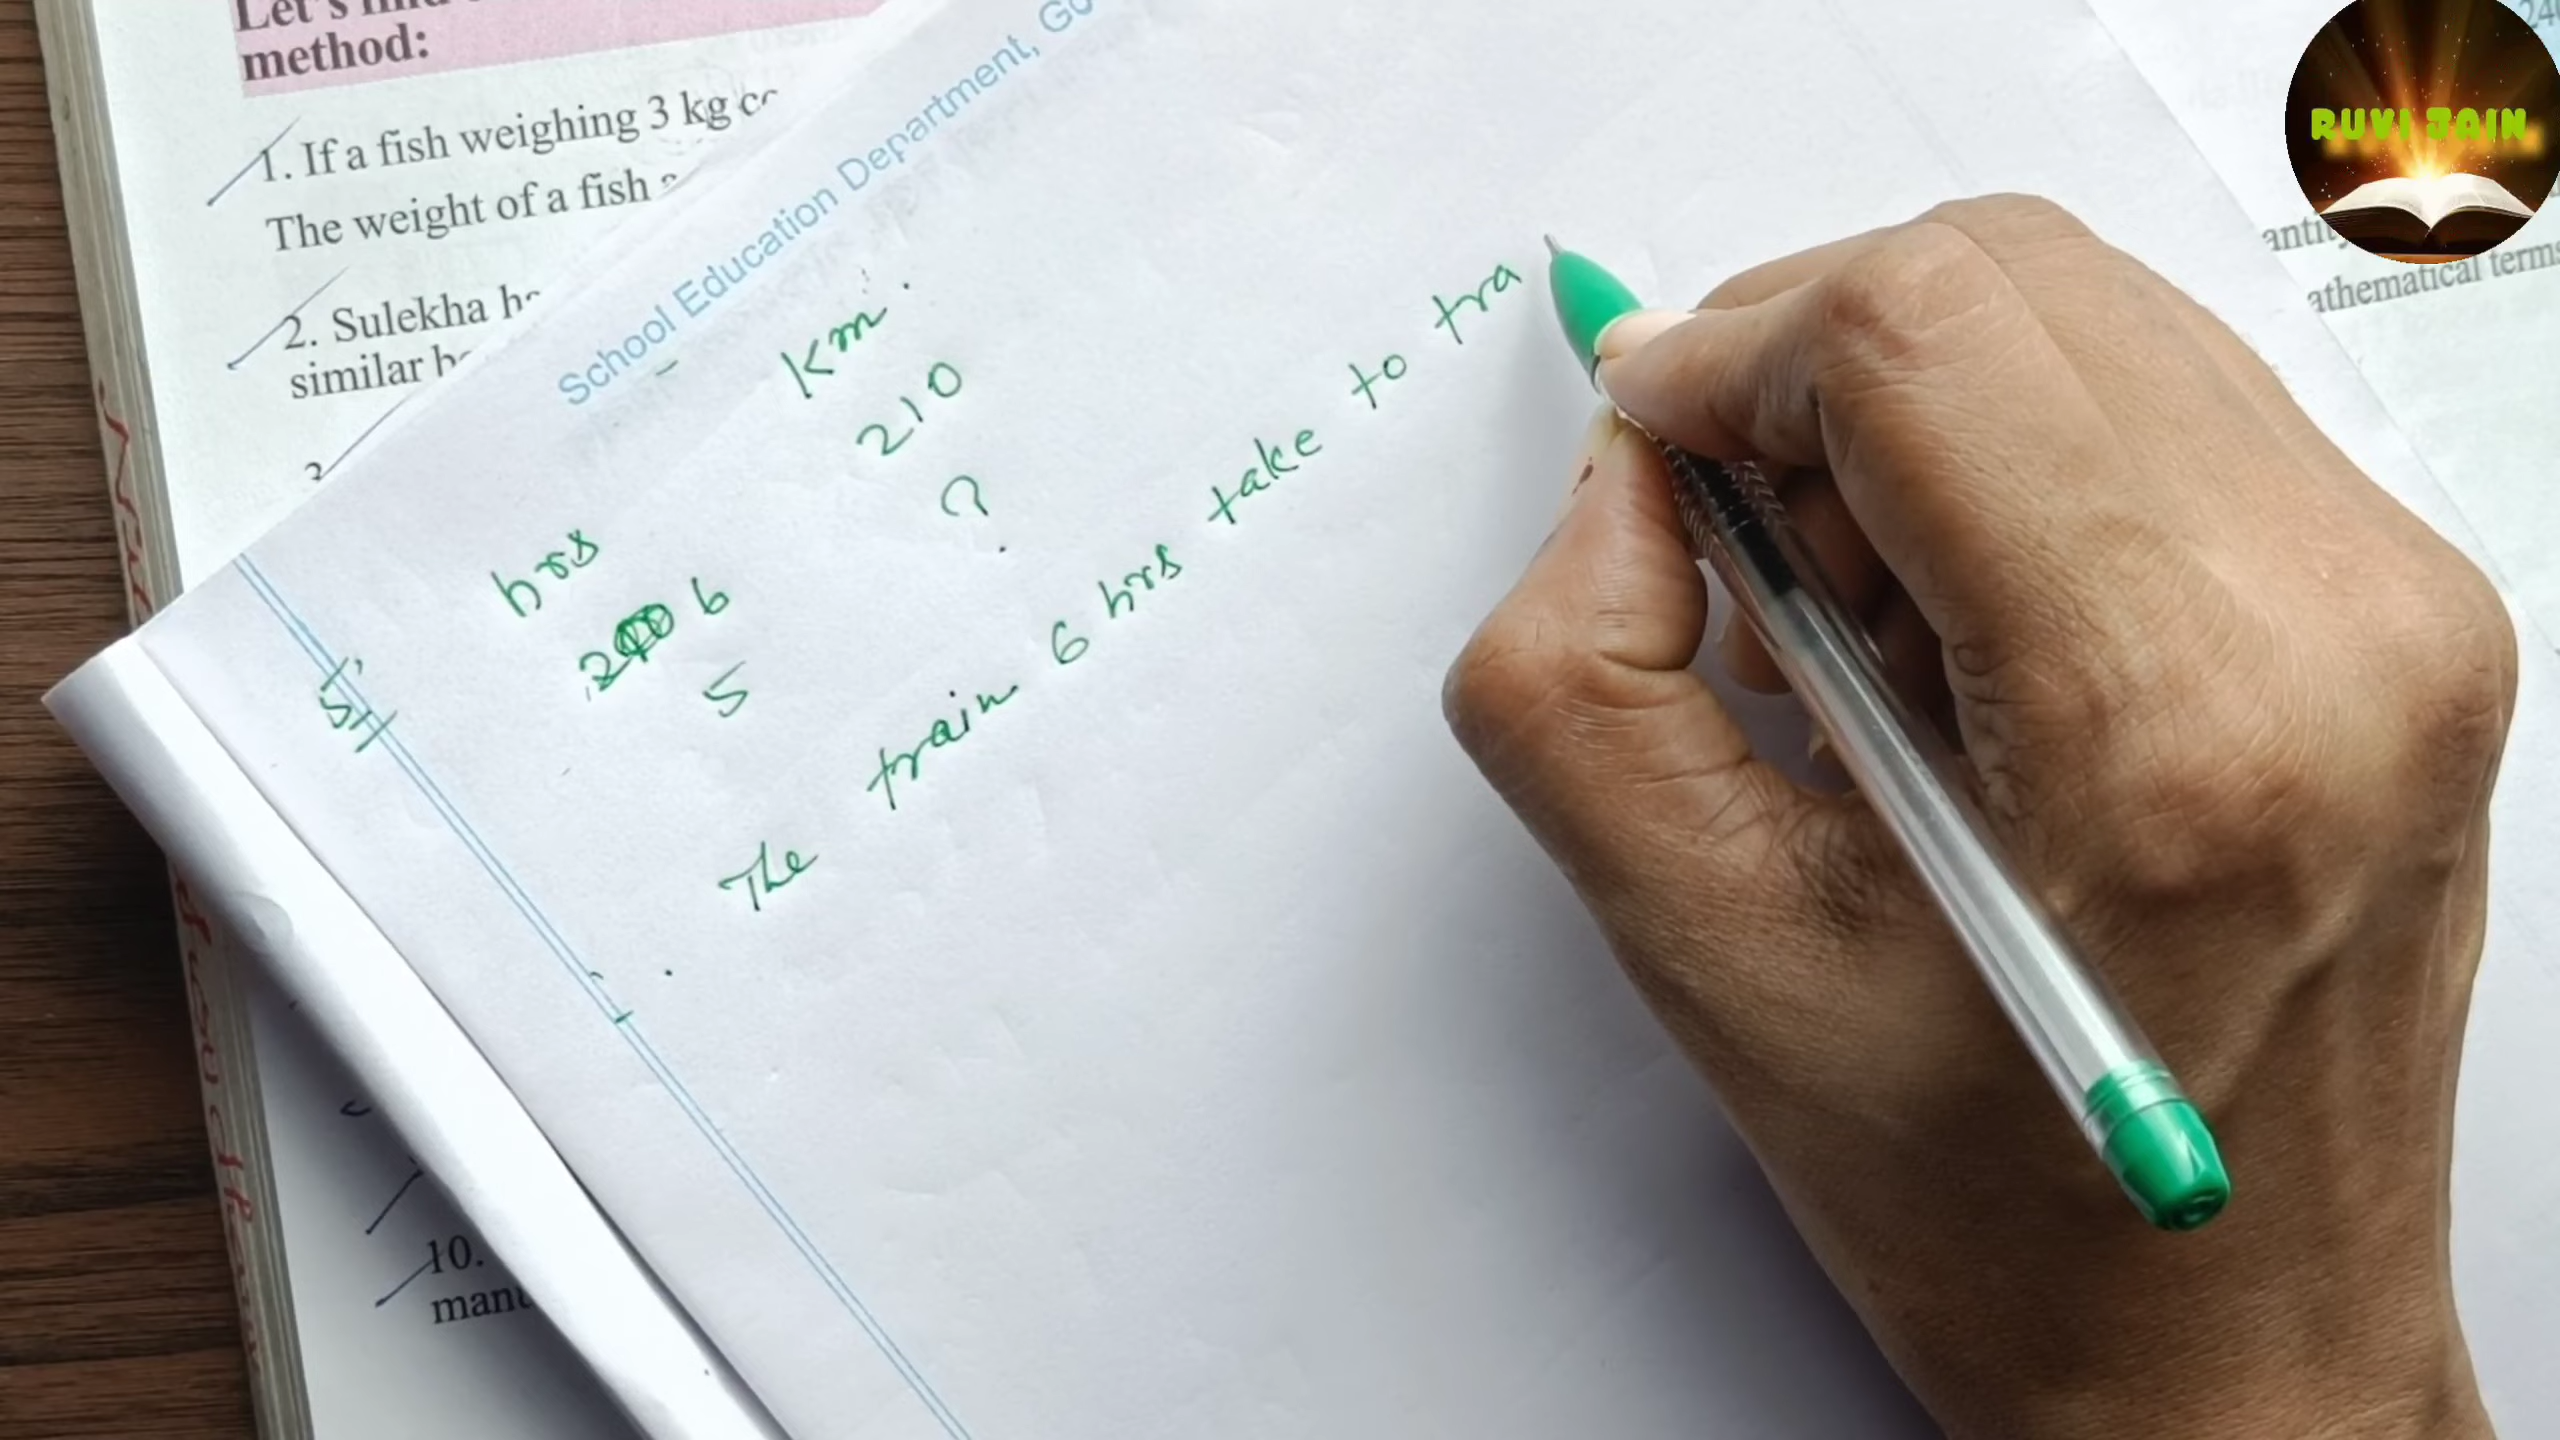 Let's
method:
1. If a fish weighing 3 kg
The weight of a fish
2. Sulekha
similar
School Education Department,
hrs Km.
6 210
5 ?
5
The train 6 hrs take to tra
10.
RUVI JAIN
athematical terms